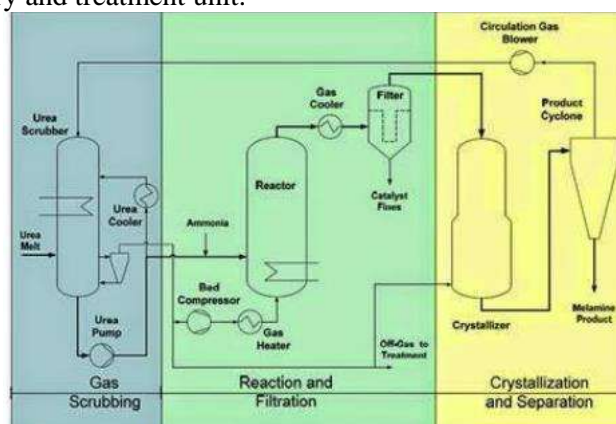 y and treatment unit.
Circulation Gas
Blower
Urea
Scrubber
Gas
Cooler
Filter
Product
Cyclone
Reactor
Urea
Cooler
Catalyst
Fines
Ammonia
Urea
Melt
Bed
Compressor
Urea
Pump
Gas
Heater
Off-Gas to
Treatment
Crystallizer
Melamine
Product
Gas
Scrubbing
Reaction and
Filtration
Crystallization
and Separation